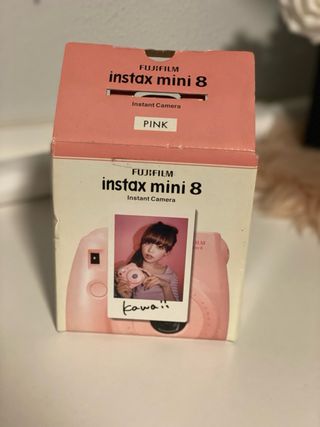 FUJIFILM
instax mini 8
Instant Camera
PINK
FUJIFILM
instax mini 8
Instant Camera
Kawaii